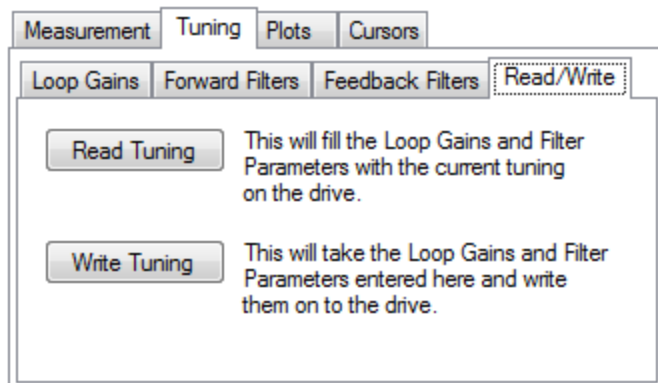 Measurement Tuning Plots Cursors
Loop Gains Forward Filters Feedback Filters Read/Write
Read Tuning This will fill the Loop Gains and Filter
Parameters with the current tuning
on the drive.
Write Tuning This will take the Loop Gains and Filter
Parameters entered here and write
them on to the drive.